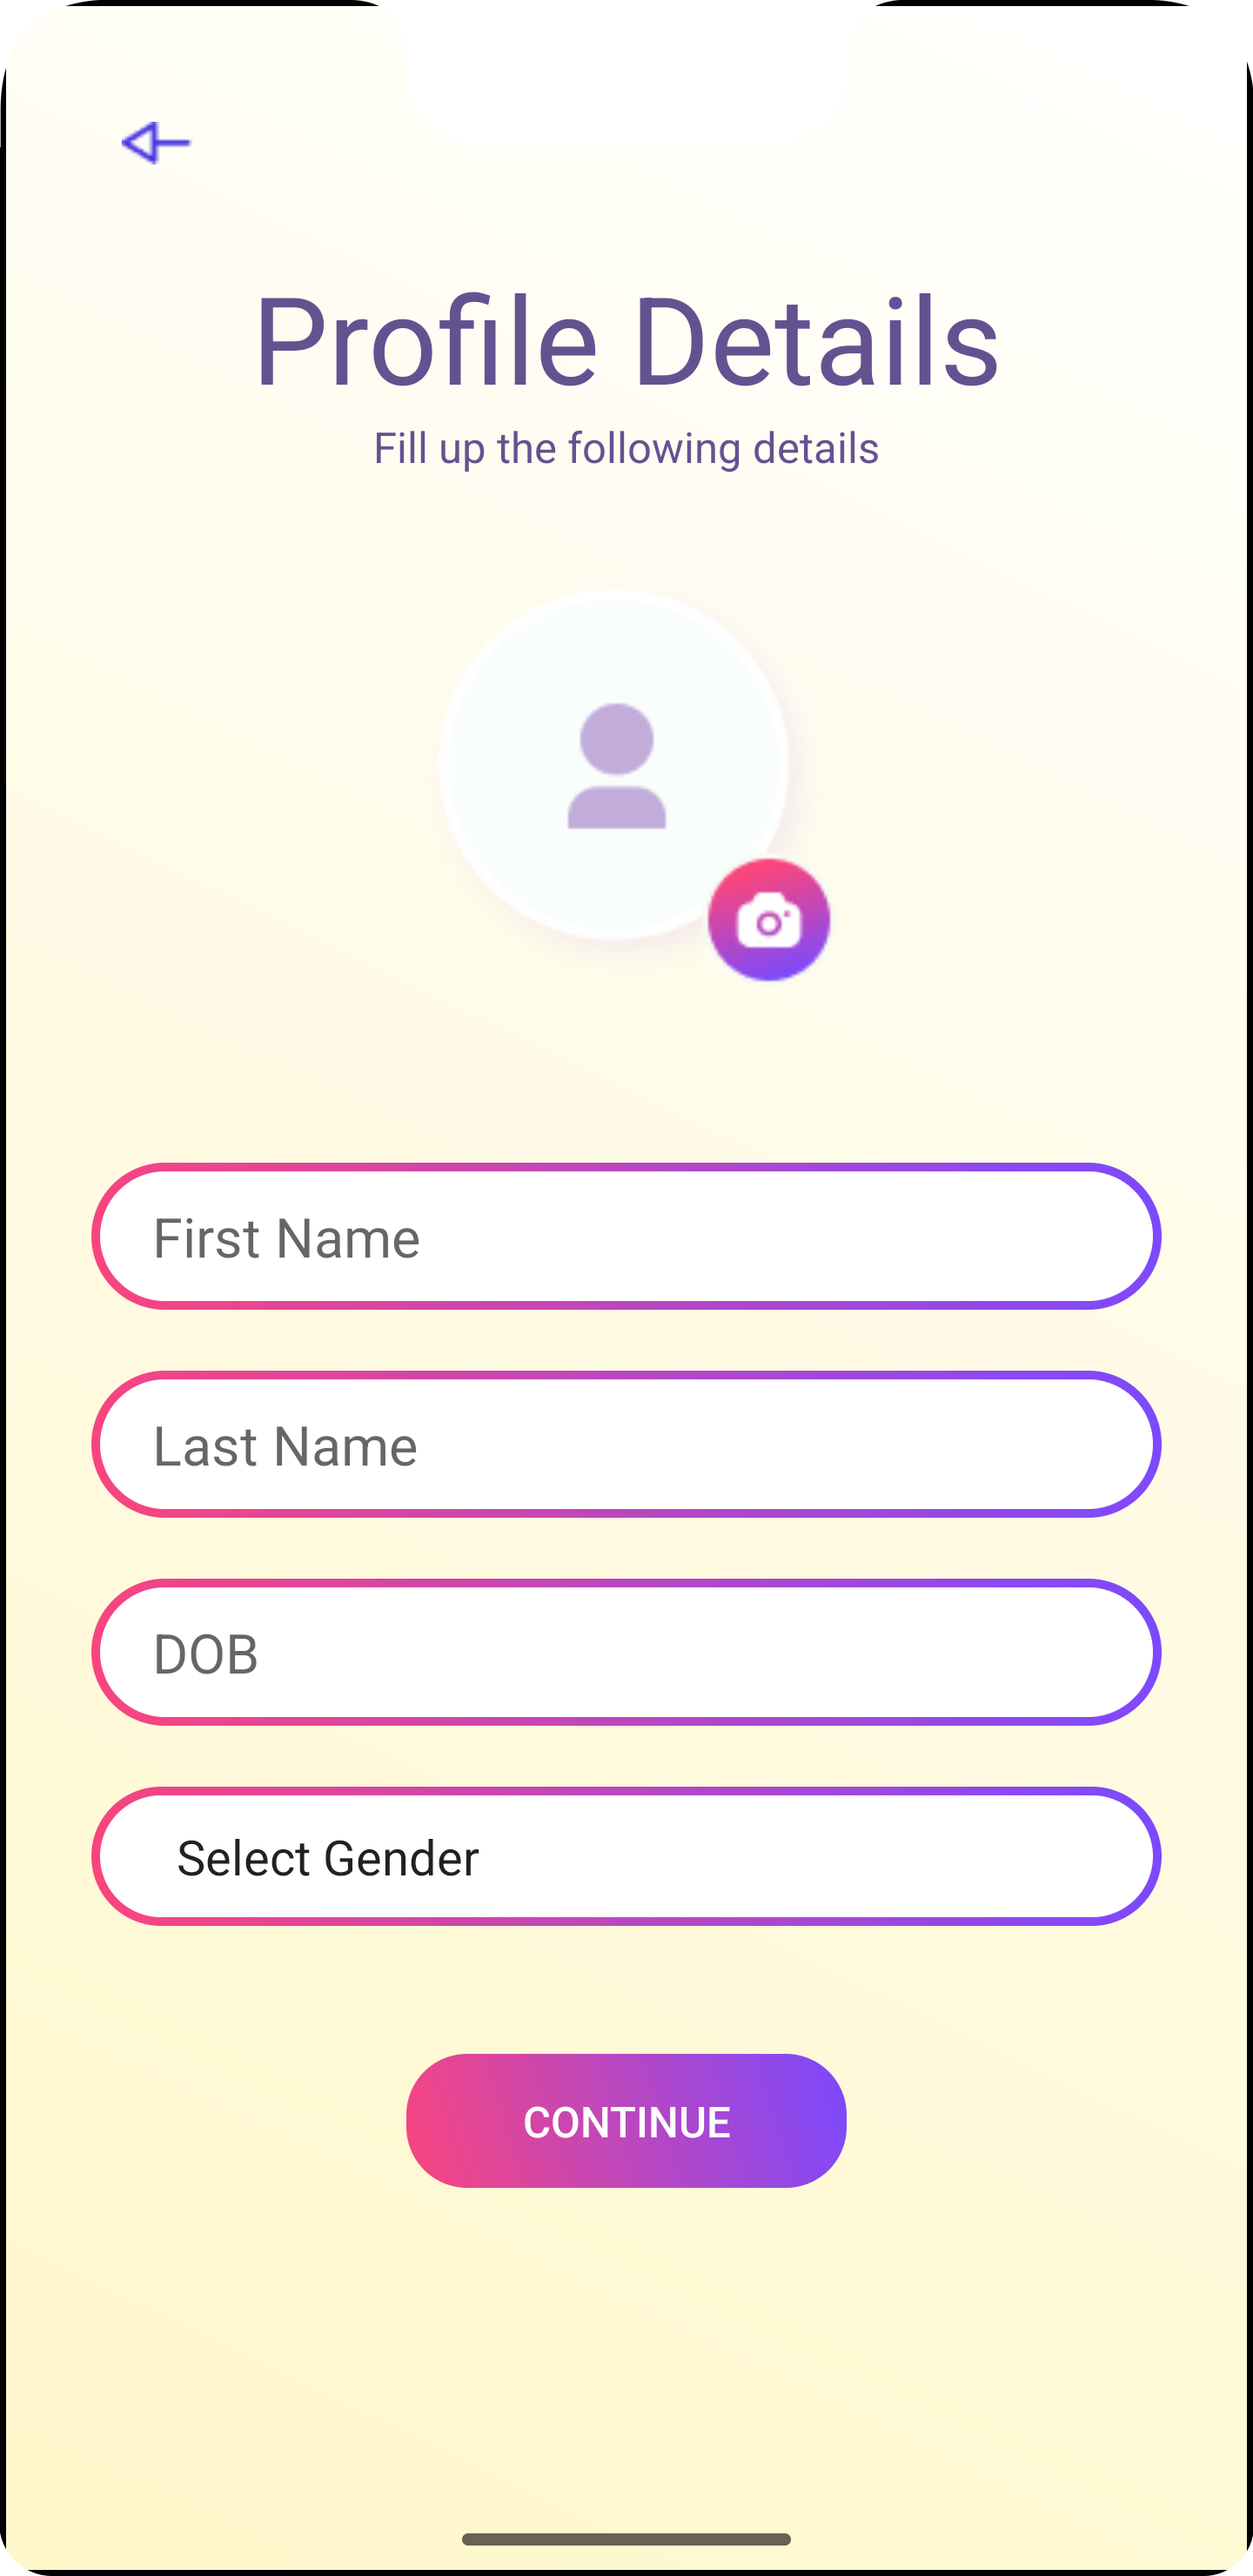 Profile Details
Fill up the following details
First Name
Last Name
DOB
Select Gender
CONTINUE